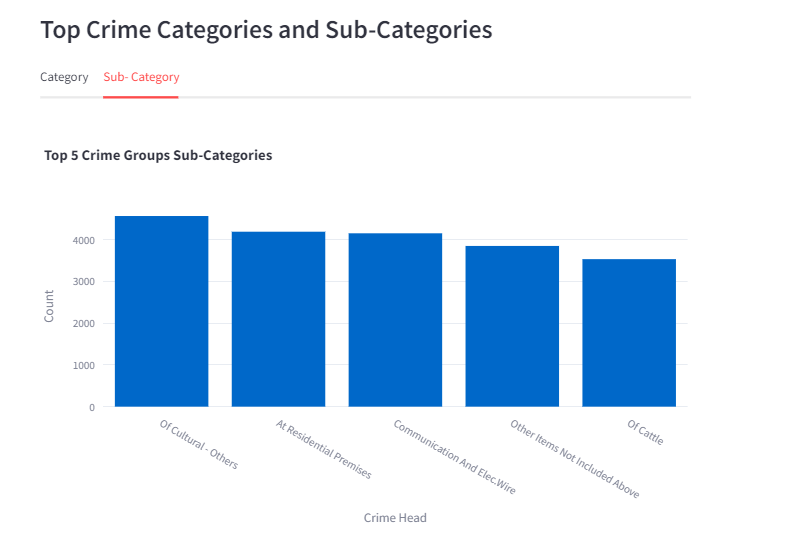 Top Crime Categories and Sub-Categories
Category Sub- Category
Top 5 Crime Groups Sub-Categories
Count
4000
3000
2000
1000
0
Of Cultural - Others
At Residential Premises
Communication And Elec.Wire
Other Items Not Included Above
Of Cattle
Crime Head